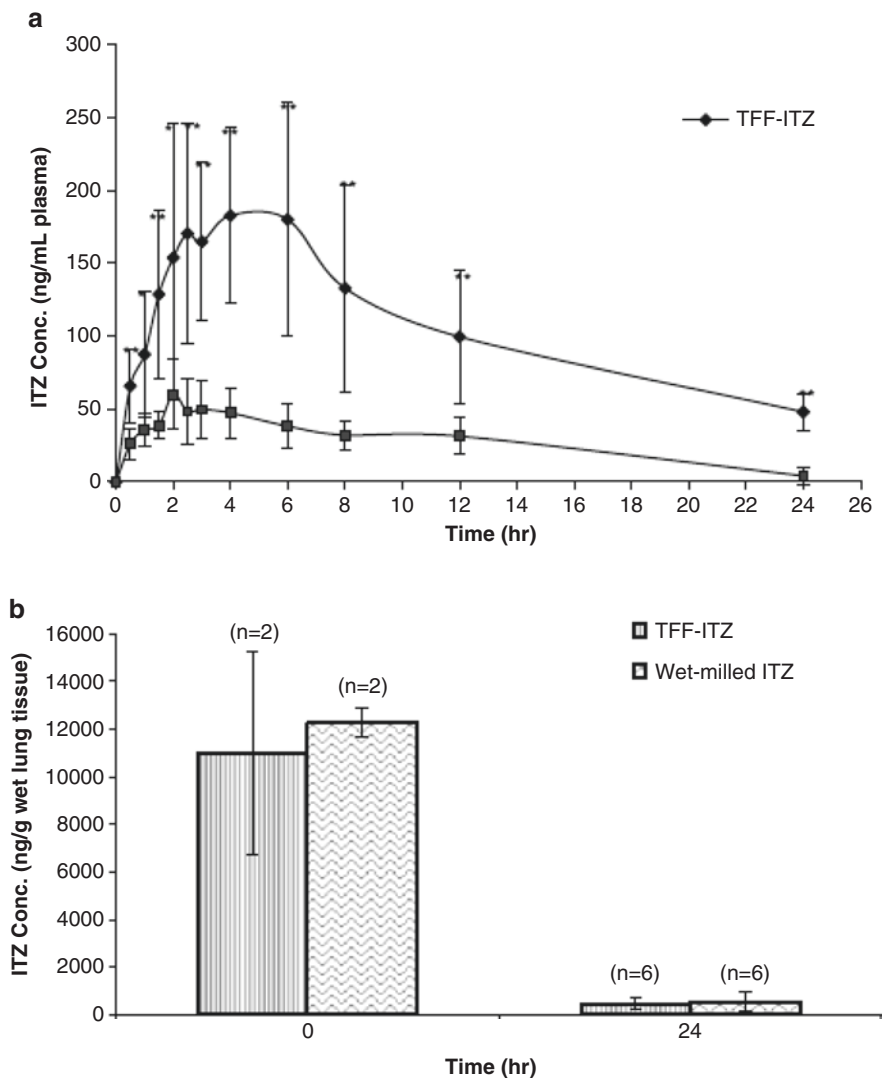 a
300
250
200
150
100
50
0
ITZ Conc. (ng/mL plasma)
TFF-ITZ
** * ** * ** ** ** ** ** ** ** **
0 2 4 6 8 10 12 14 16 18 20 22 24 26
Time (hr)
b
16000
14000
12000
10000
8000
6000
4000
2000
0
ITZ Conc. (ng/g wet lung tissue)
(n=2)
(n=2)
TFF-ITZ
Wet-milled ITZ
(n=6) (n=6)
0 24
Time (hr)